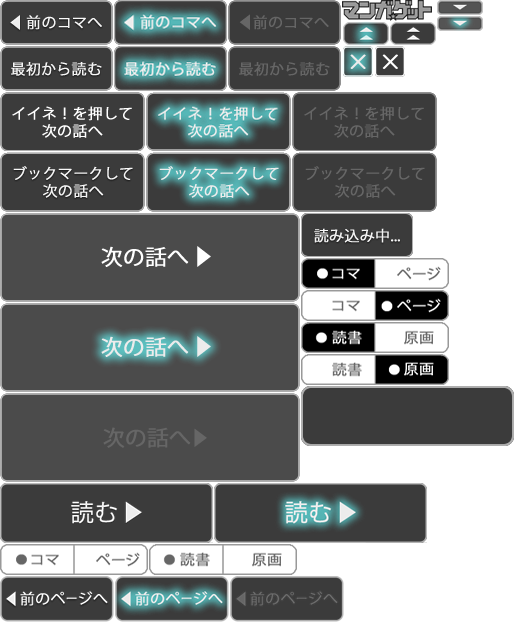 ◀ 前のコマへ
◀ 前のコマへ
◀ 前のコマへ
マンガ☆ゲット
最初から読む
最初から読む
最初から読む
イイネ！を押して
次の話へ
イイネ！を押して
次の話へ
イイネ！を押して
次の話へ
ブックマークして
次の話へ
ブックマークして
次の話へ
ブックマークして
次の話へ
次の話へ ▶
読み込み中...
●コマ ページ
コマ ●ページ
●読書 原画
読書 ●原画
次の話へ ▶
次の話へ▶
読む ▶
読む ▶
●コマ ページ
●読書 原画
◀前のページへ
◀前のページへ
◀前のページへ